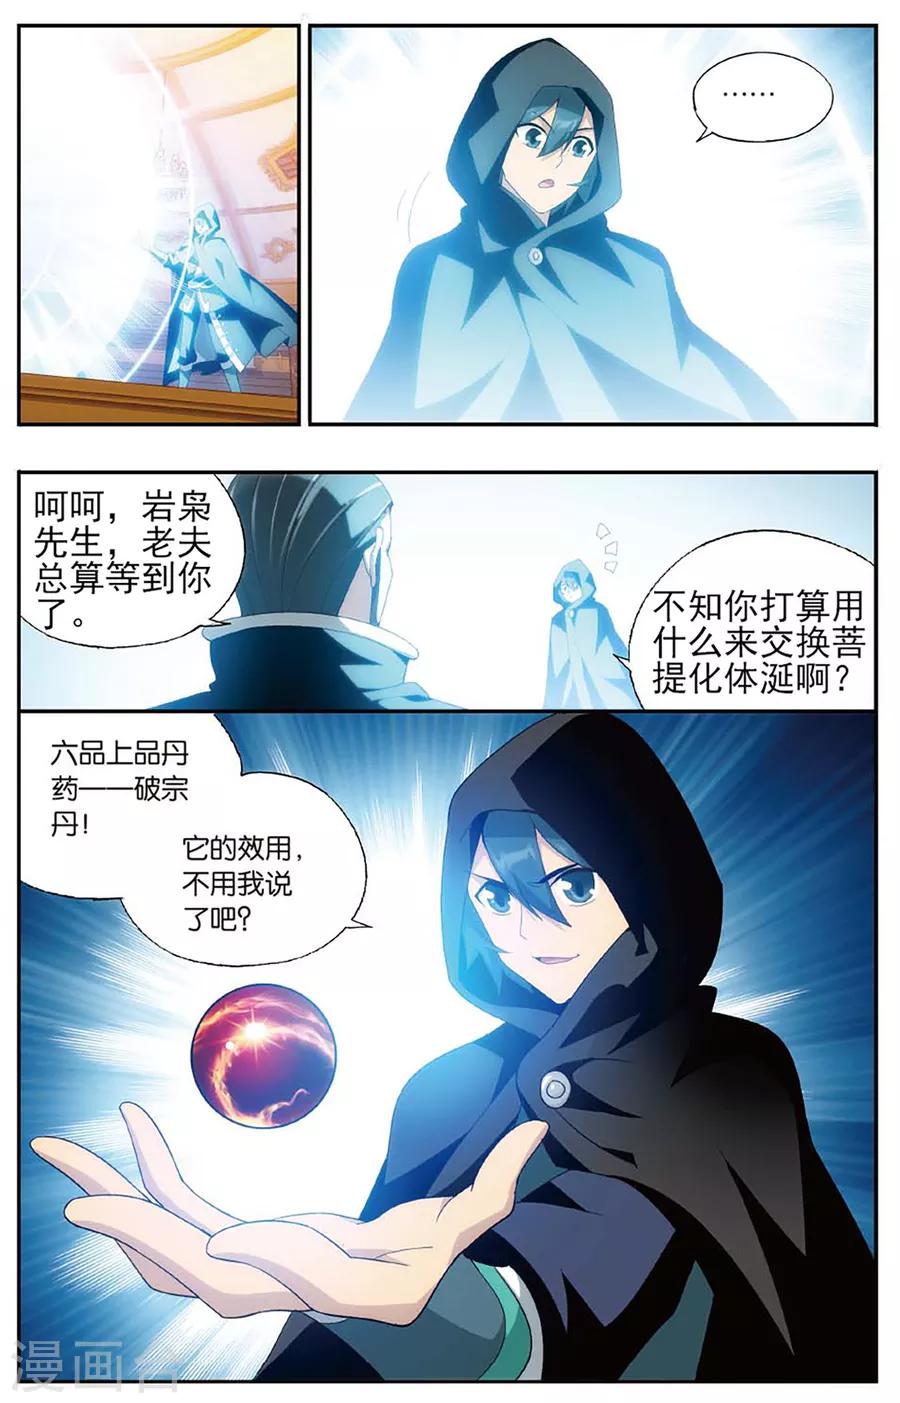 ……
呵呵，岩枭
先生，老夫
总算等到你
了。
不知你打算用
什么来交换菩
提化体涎啊？
六品上品丹
药——破宗
丹！
它的效用，
不用我说
了吧？
漫画台